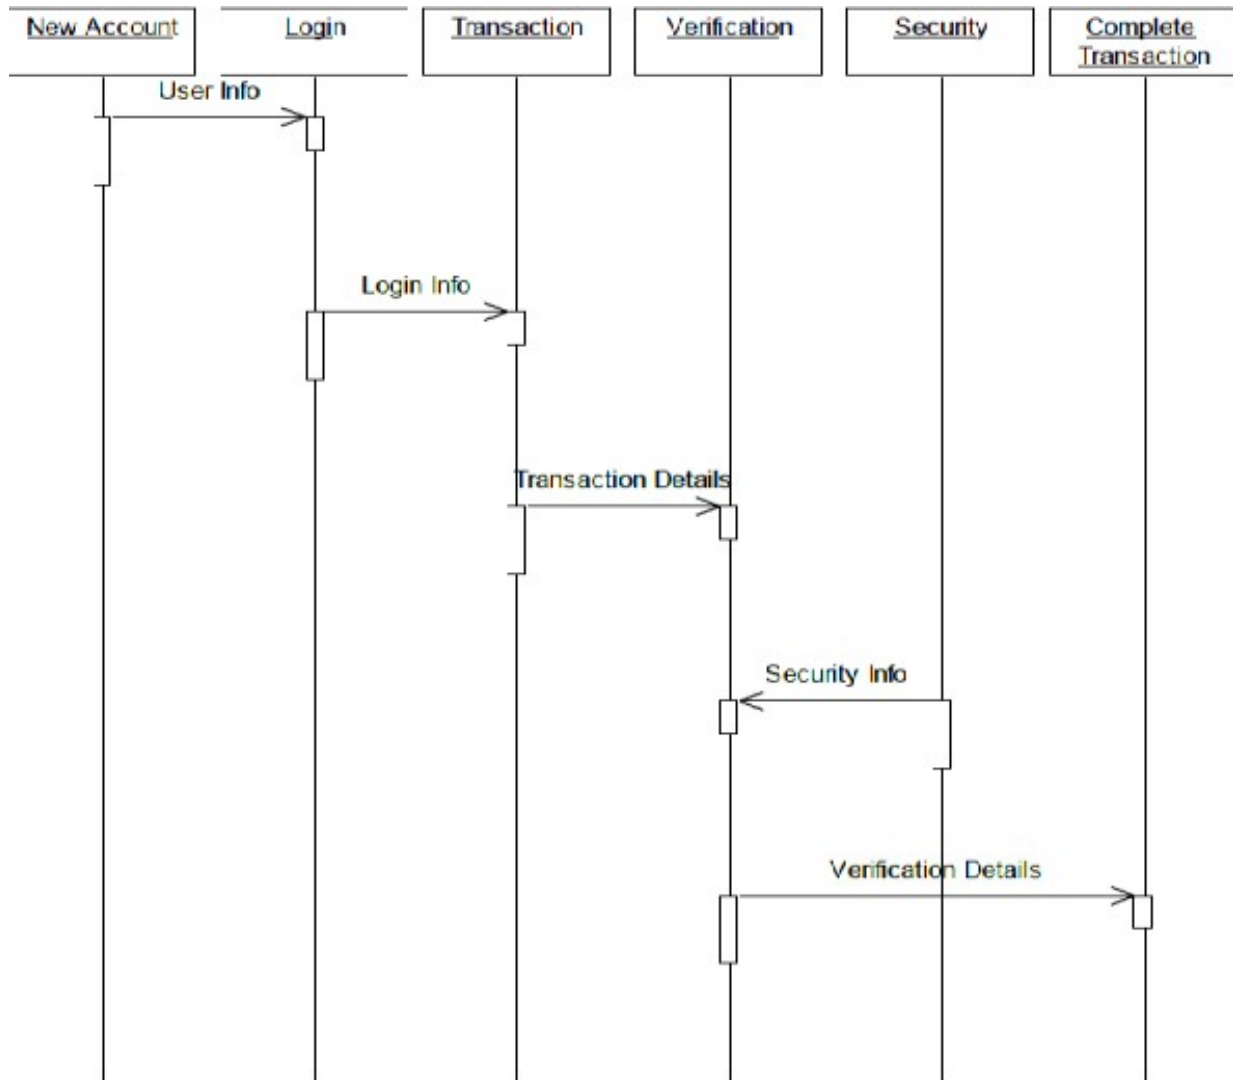 New Account
Login
Transaction
Verification
Security
Complete
Transaction
User Info
Login Info
Transaction Details
Security Info
Verification Details